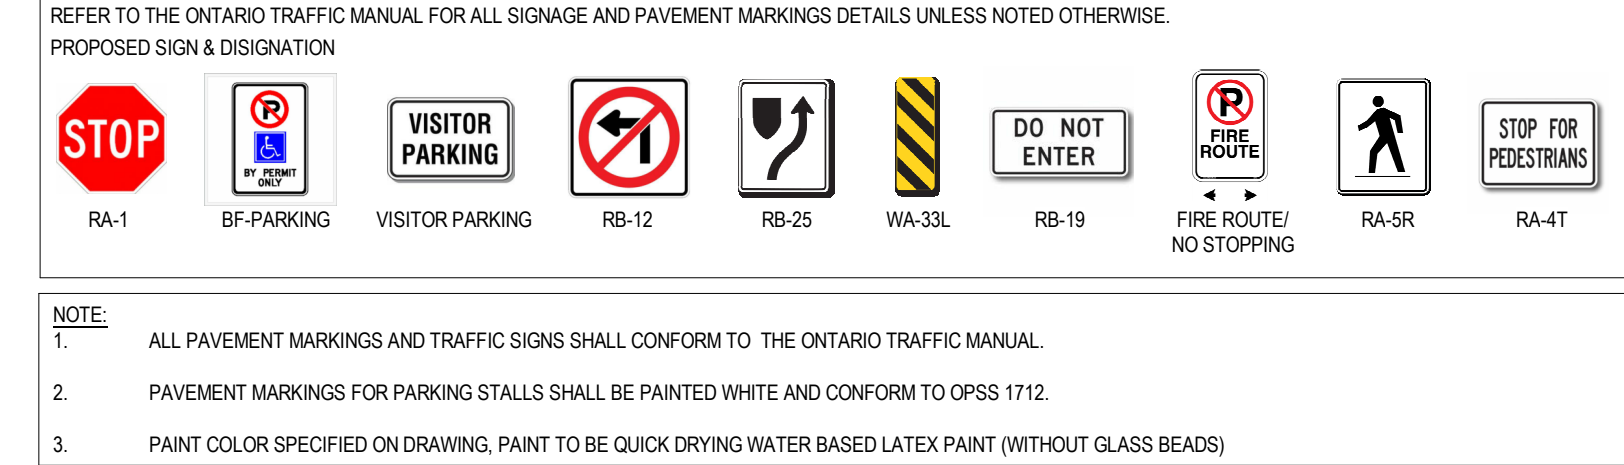 REFER TO THE ONTARIO TRAFFIC MANUAL FOR ALL SIGNAGE AND PAVEMENT MARKINGS DETAILS UNLESS NOTED OTHERWISE.
PROPOSED SIGN & DISIGNATION
STOP
P
BY PERMIT
ONLY
VISITOR
PARKING
DO NOT
ENTER
P
FIRE
ROUTE
STOP FOR
PEDESTRIANS
RA-1
BF-PARKING
VISITOR PARKING
RB-12
RB-25
WA-33L
RB-19
FIRE ROUTE/
NO STOPPING
RA-5R
RA-4T
NOTE:
1. ALL PAVEMENT MARKINGS AND TRAFFIC SIGNS SHALL CONFORM TO THE ONTARIO TRAFFIC MANUAL.
2. PAVEMENT MARKINGS FOR PARKING STALLS SHALL BE PAINTED WHITE AND CONFORM TO OPSS 1712.
3. PAINT COLOR SPECIFIED ON DRAWING, PAINT TO BE QUICK DRYING WATER BASED LATEX PAINT (WITHOUT GLASS BEADS)